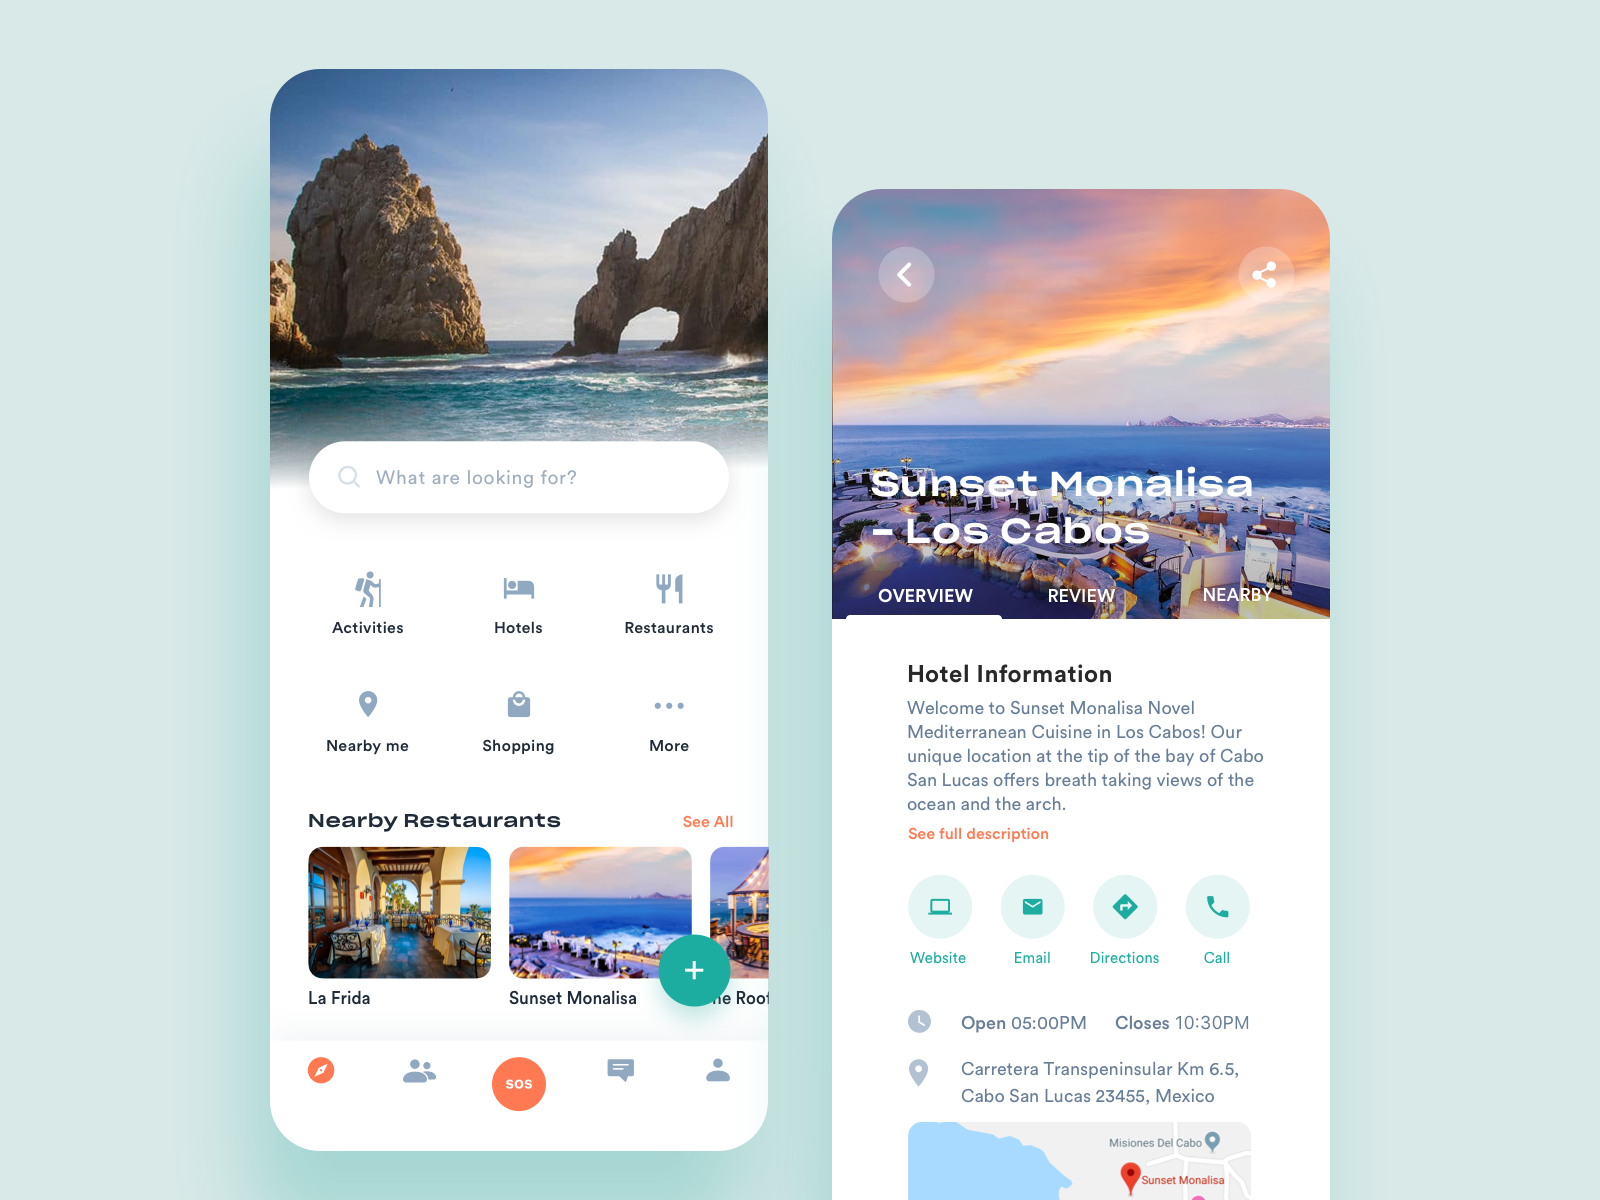 What are looking for?
Activities
Hotels
Restaurants
Nearby me
Shopping
More
Nearby Restaurants
See All
La Frida
Sunset Monalisa
he Roof
SOS
Sunset Monalisa
– Los Cabos
OVERVIEW
REVIEW
NEARBY
Hotel Information
Welcome to Sunset Monalisa Novel
Mediterranean Cuisine in Los Cabos! Our
unique location at the tip of the bay of Cabo
San Lucas offers breath taking views of the
ocean and the arch.
See full description
Website
Email
Directions
Call
Open 05:00PM
Closes 10:30PM
Carretera Transpeninsular Km 6.5,
Cabo San Lucas 23455, Mexico
Misiones Del Cabo
Sunset Monalisa